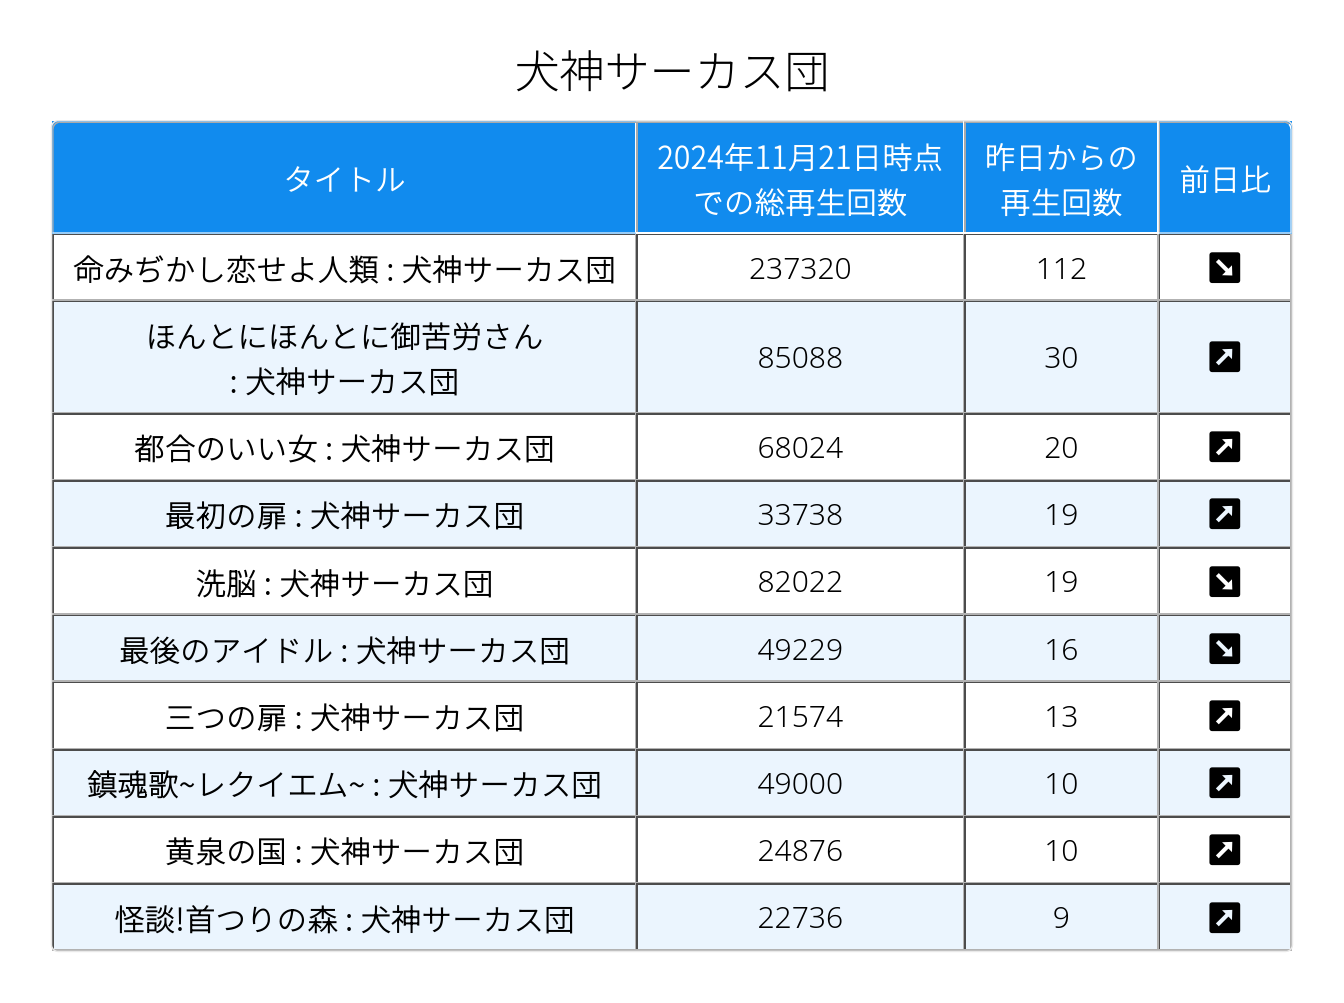 犬神サーカス団
タイトル
2024年11月21日時点
での総再生回数
昨日からの
再生回数
前日比
命みぢかし恋せよ人類 : 犬神サーカス団
237320
112
ほんとにほんとに御苦労さん
: 犬神サーカス団
85088
30
都合のいい女 : 犬神サーカス団
68024
20
最初の扉 : 犬神サーカス団
33738
19
洗脳 : 犬神サーカス団
82022
19
最後のアイドル : 犬神サーカス団
49229
16
三つの扉 : 犬神サーカス団
21574
13
鎮魂歌~レクイエム~ : 犬神サーカス団
49000
10
黄泉の国 : 犬神サーカス団
24876
10
怪談!首つりの森 : 犬神サーカス団
22736
9